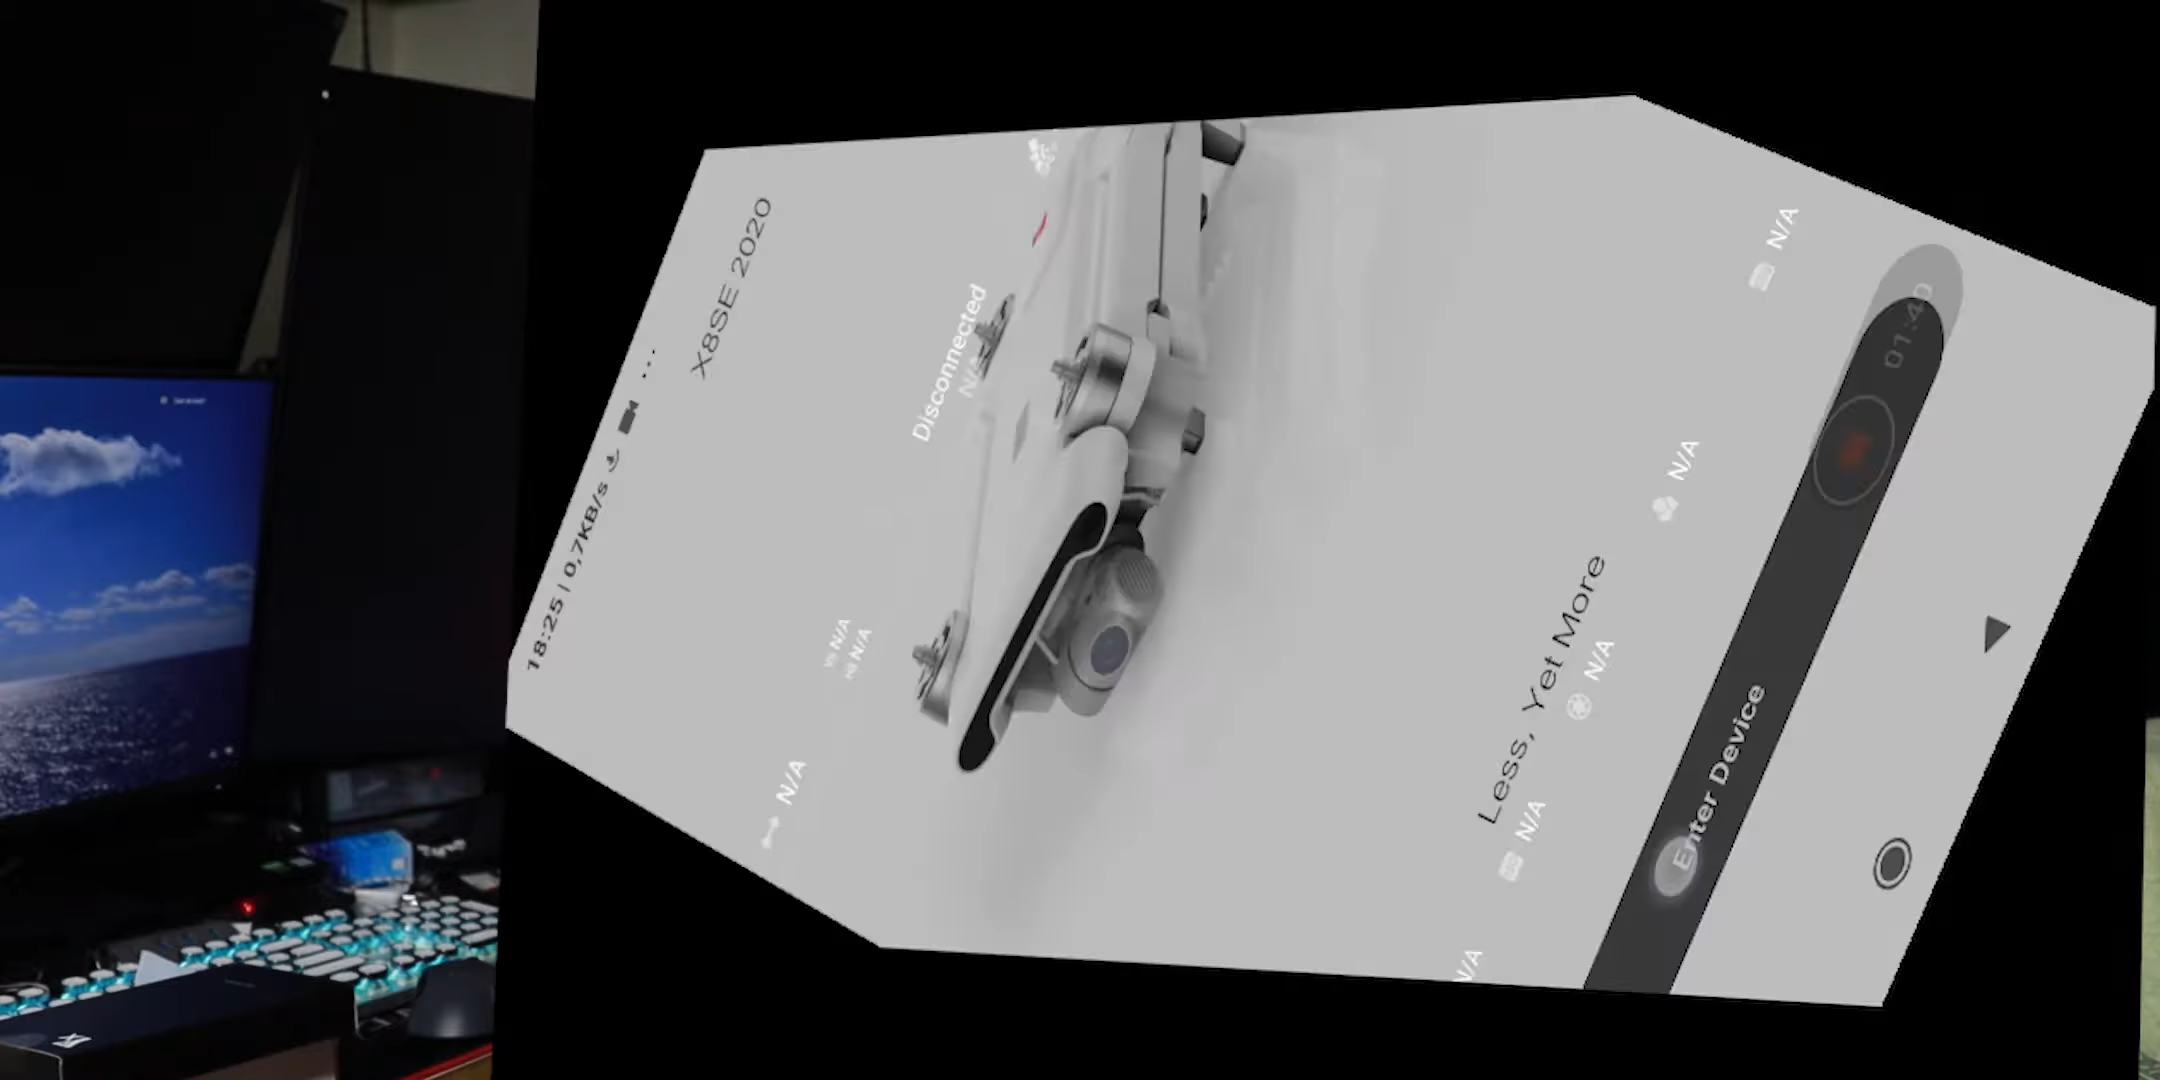 18:25 | 0,7KB/s ...
X8SE 2020
Disconnected
N/A
N/A
N/A
N/A
N/A
N/A
N/A
N/A
N/A
Less, Yet More
Enter Device
01:40